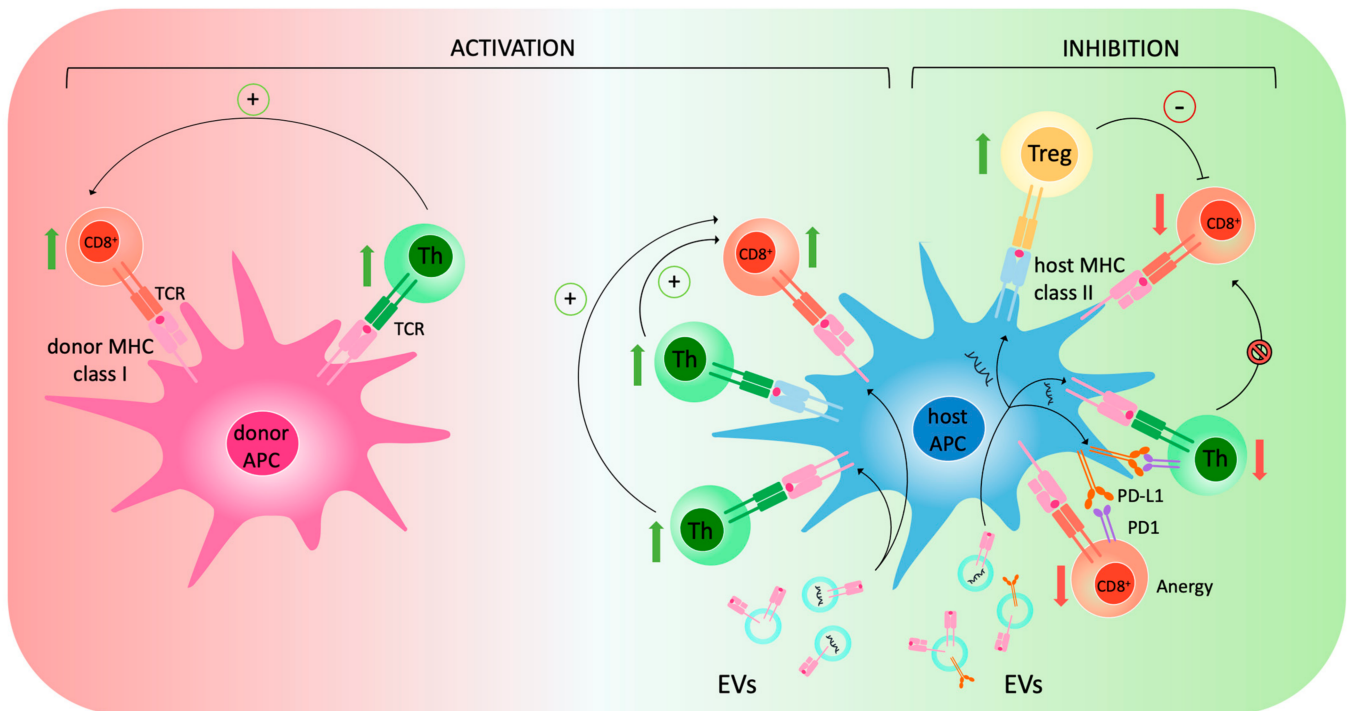 ACTIVATION
INHIBITION
+
-
Treg
CD8⁺
Th
CD8⁺
CD8⁺
TCR
TCR
host MHC
class II
donor MHC
class I
+
+
Th
donor
APC
host
APC
Th
PD-L1
PD1
Th
CD8⁺
Anergy
EVs
EVs